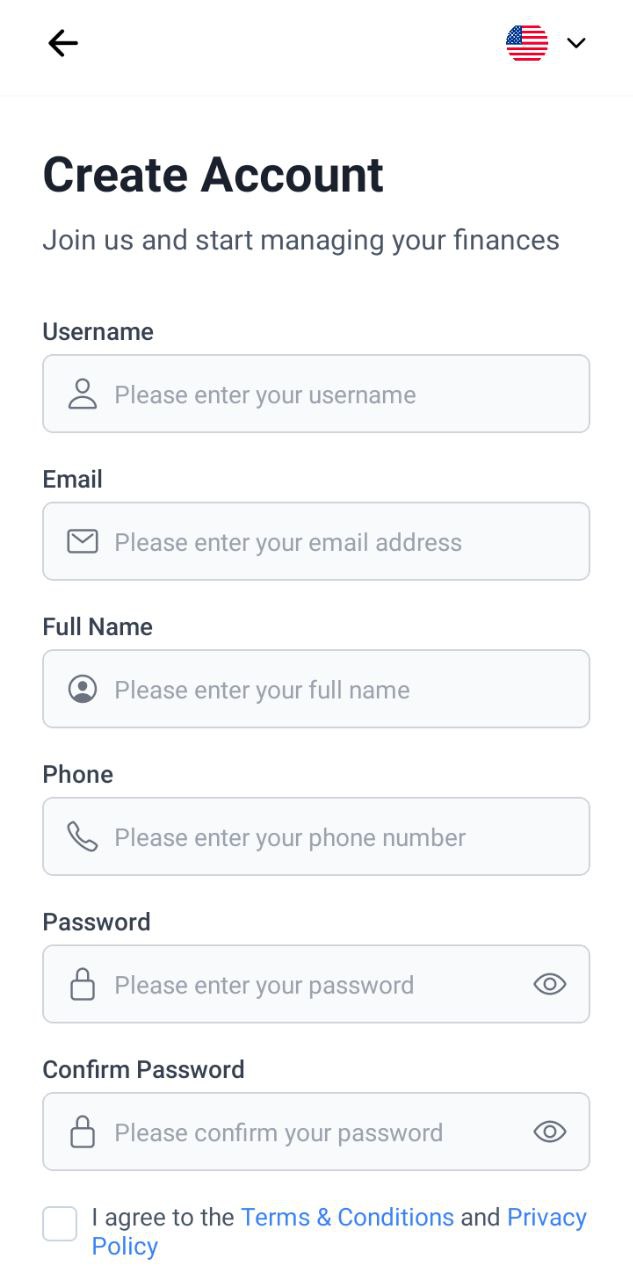 Create Account
Join us and start managing your finances
Username
Please enter your username
Email
Please enter your email address
Full Name
Please enter your full name
Phone
Please enter your phone number
Password
Please enter your password
Confirm Password
Please confirm your password
I agree to the Terms & Conditions and Privacy
Policy